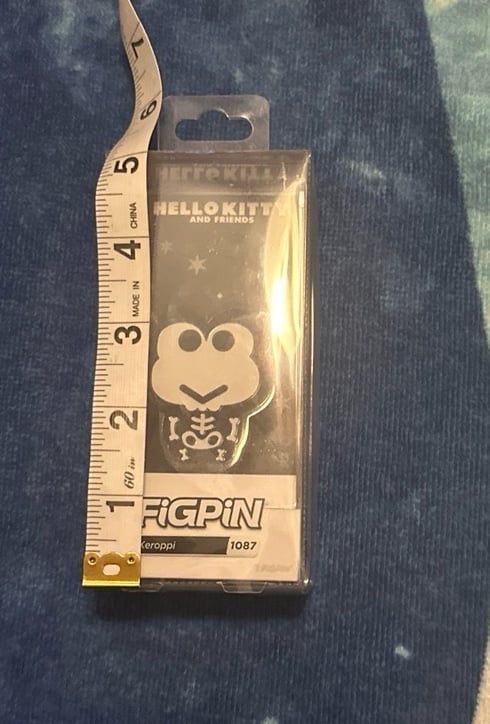 7
6
5
CHINA
4
MADE IN
3
2
60 in
1
HELLO KITTY
HELLO KITTY
AND FRIENDS
FiGPiN
Keroppi
1087